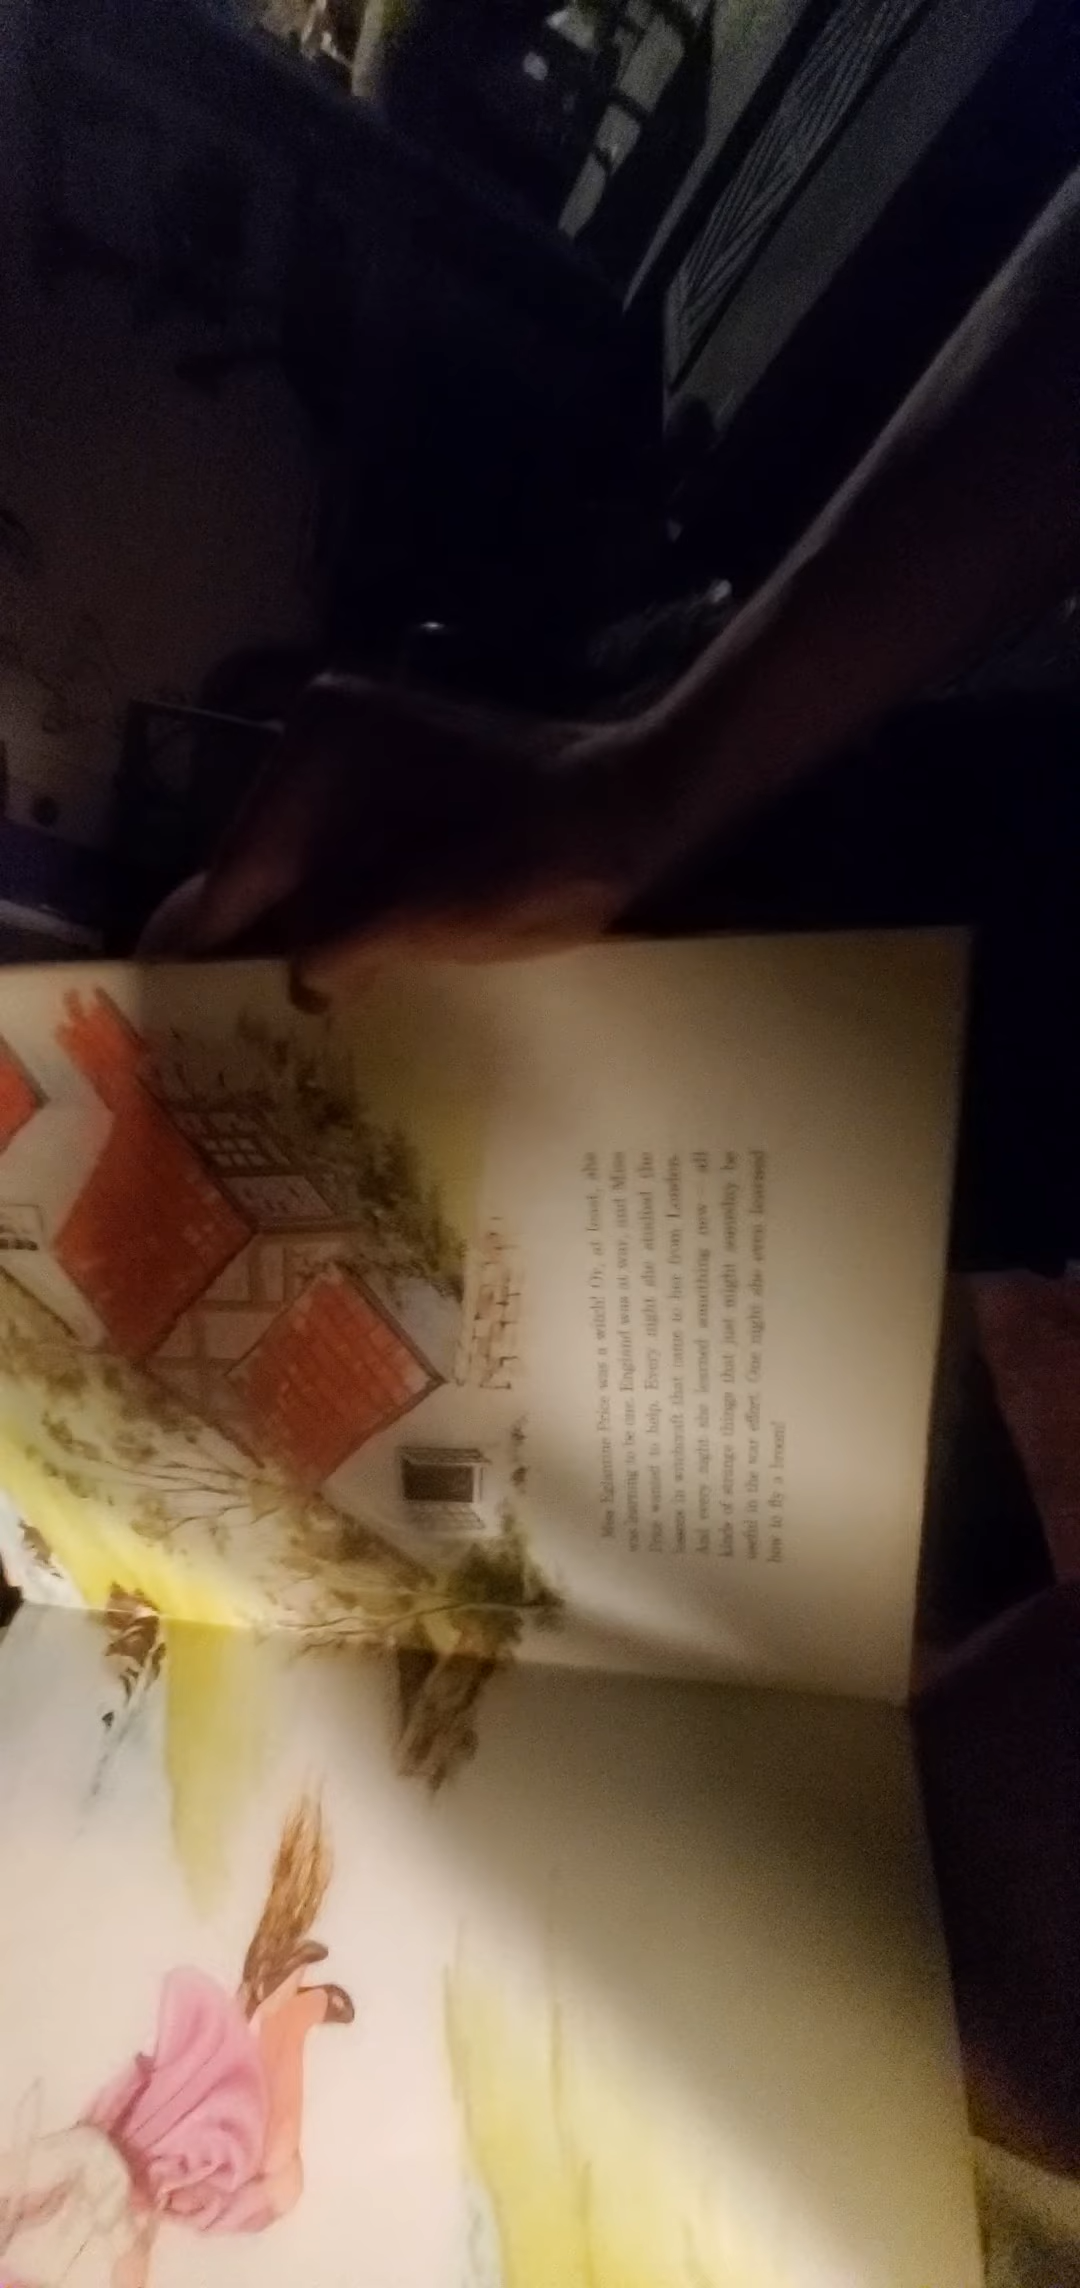 Miss Eglantine Price was a witch! Or, at least, she
was learning to be one. England was at war, and Miss
Price wanted to help. Every night she studied the
lessons in witchcraft that came to her from London.
And every night she learned something new—all
kinds of strange things that just might someday be
useful in the war effort. One night she even learned
how to fly a broom!